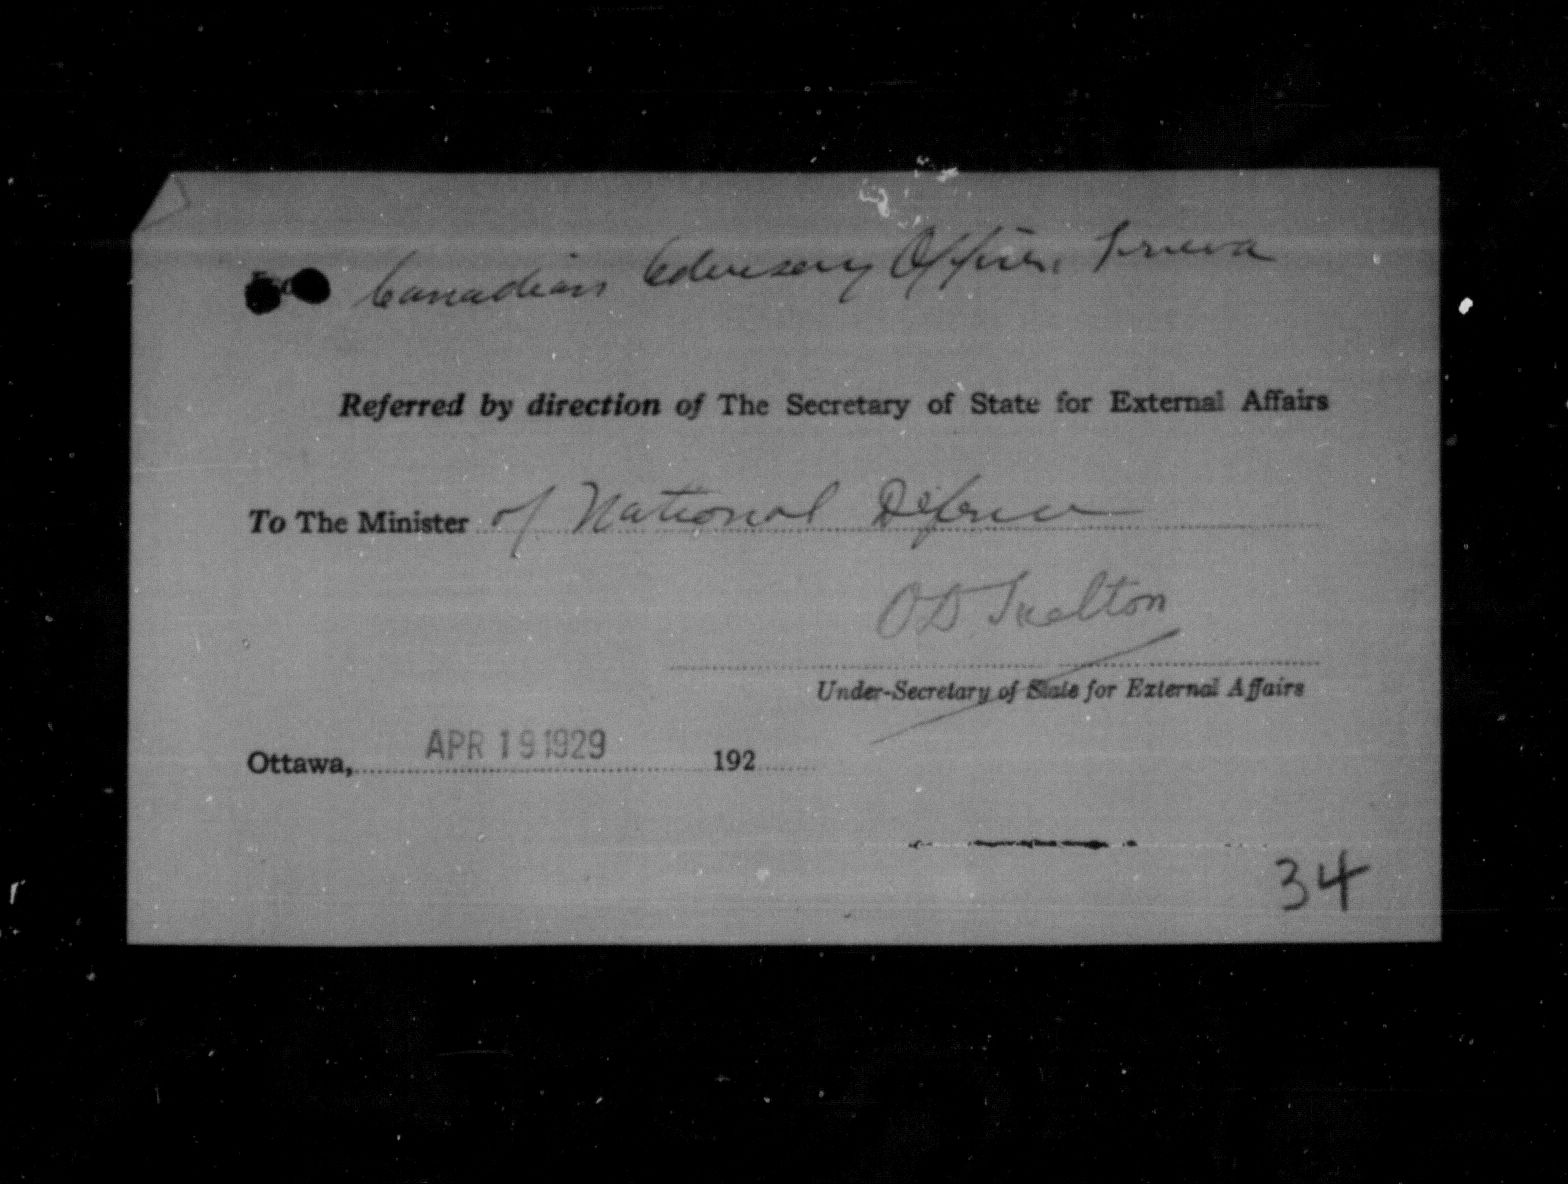 Canadian Advisory Officer, Geneva
Referred by direction of The Secretary of State for External Affairs
To The Minister of National Defence
O D Skelton
Under-Secretary of State for External Affairs
Ottawa, APR 19 1929 192
34